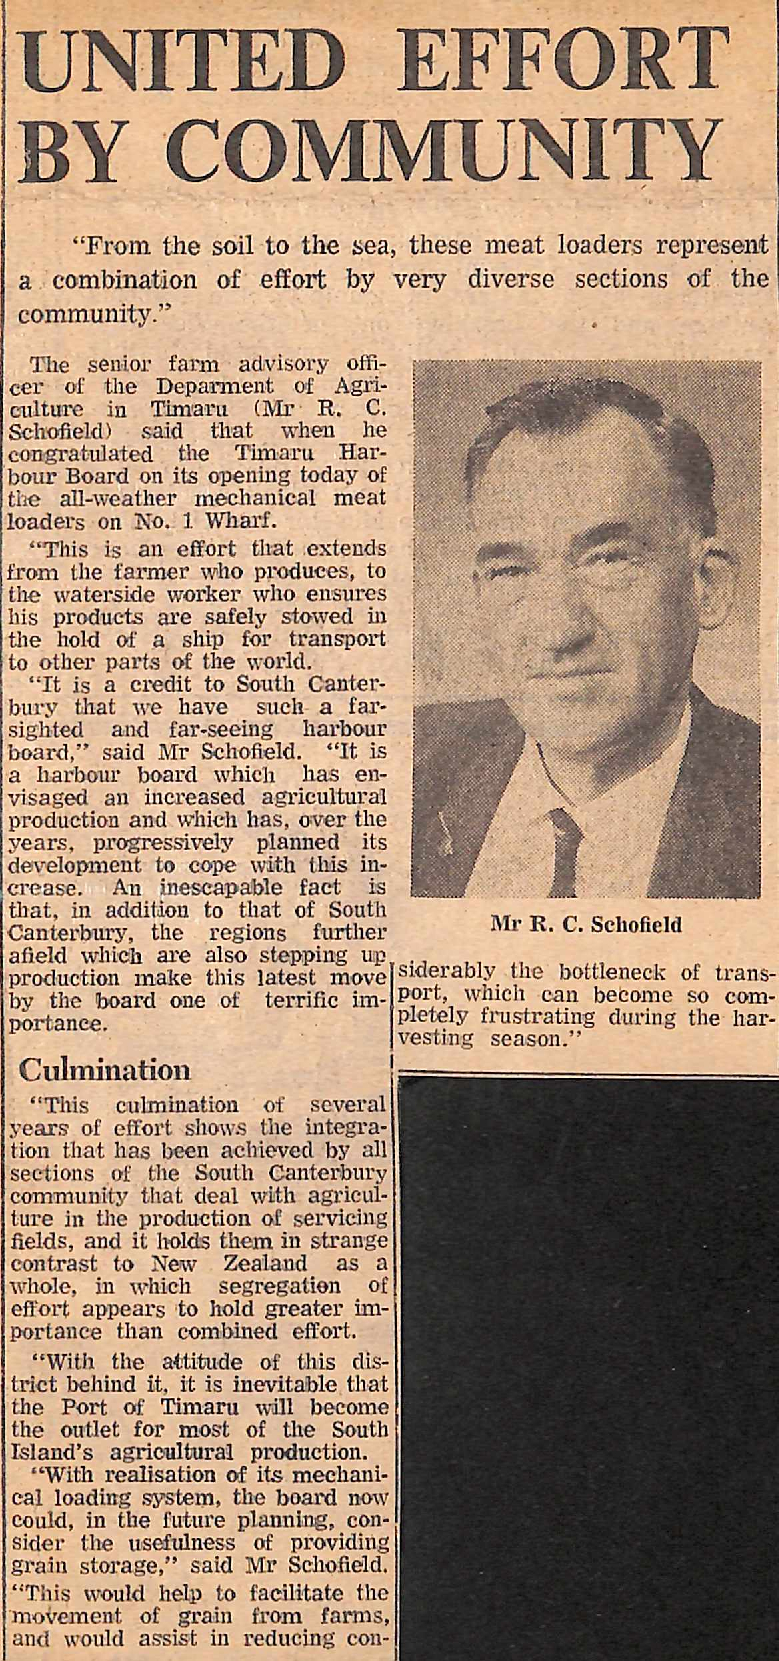 UNITED EFFORT
BY COMMUNITY
“From the soil to the sea, these meat loaders represent
a combination of effort by very diverse sections of the
community.”
The senior farm advisory offi-
cer of the Deparment of Agri-
culture in Timaru (Mr R. C.
Schofield) said that when he
congratulated the Timaru Har-
bour Board on its opening today of
the all-weather mechanical meat
loaders on No. 1 Wharf.
“This is an effort that extends
from the farmer who produces, to
the waterside worker who ensures
his products are safely stowed in
the hold of a ship for transport
to other parts of the world.
“It is a credit to South Canter-
bury that we have such a far-
sighted and far-seeing harbour
board,” said Mr Schofield. “It is
a harbour board which has en-
visaged an increased agricultural
production and which has, over the
years, progressively planned its
development to cope with this in-
crease. An inescapable fact is
that, in addition to that of South
Canterbury, the regions further
afield which are also stepping up
production make this latest move
by the board one of terrific im-
portance.
Culmination
“This culmination of several
years of effort shows the integra-
tion that has been achieved by all
sections of the South Canterbury
community that deal with agricul-
ture in the production of servicing
fields, and it holds them in strange
contrast to New Zealand as a
whole, in which segregation of
effort appears to hold greater im-
portance than combined effort.
“With the attitude of this dis-
trict behind it, it is inevitable that
the Port of Timaru will become
the outlet for most of the South
Island's agricultural production.
“With realisation of its mechani-
cal loading system, the board now
could, in the future planning, con-
sider the usefulness of providing
grain storage,” said Mr Schofield.
“This would help to facilitate the
movement of grain from farms,
and would assist in reducing con-
Mr R. C. Schofield
siderably the bottleneck of trans-
port, which can become so com-
pletely frustrating during the har-
vesting season.”